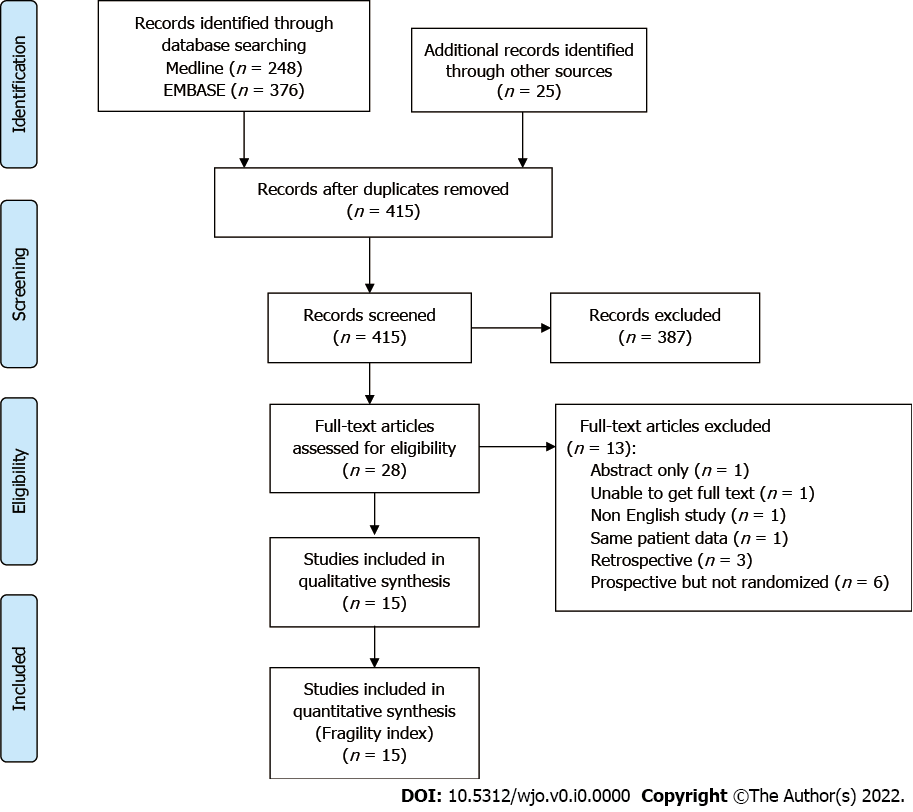 Identification
Records identified through
database searching
Medline (n = 248)
EMBASE (n = 376)
Additional records identified
through other sources
(n = 25)
Records after duplicates removed
(n = 415)
Screening
Records screened
(n = 415)
Records excluded
(n = 387)
Eligibility
Full-text articles
assessed for eligibility
(n = 28)
Full-text articles excluded
(n = 13):
Abstract only (n = 1)
Unable to get full text (n = 1)
Non English study (n = 1)
Same patient data (n = 1)
Retrospective (n = 3)
Prospective but not randomized (n = 6)
Studies included in
qualitative synthesis
(n = 15)
Included
Studies included in
quantitative synthesis
(Fragility index)
(n = 15)
DOI: 10.5312/wjo.v0.i0.0000 Copyright ©The Author(s) 2022.